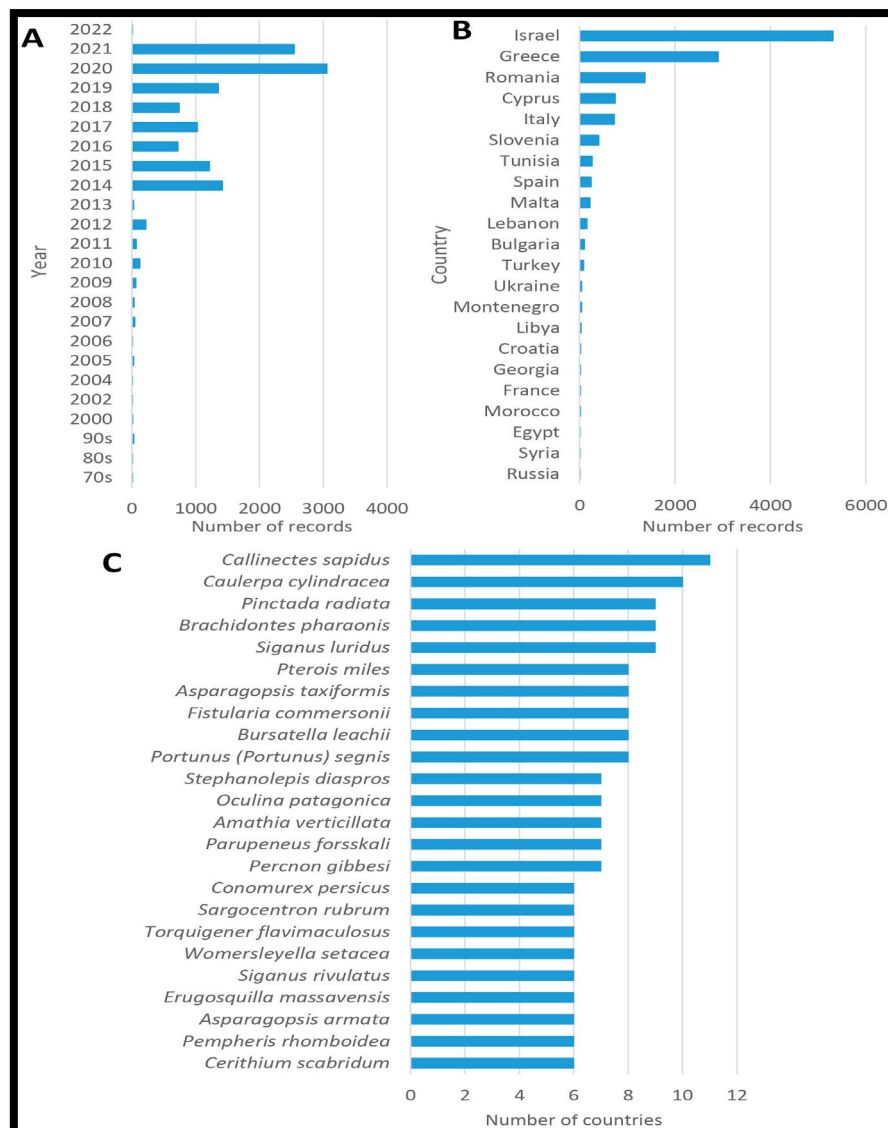 A
2022
2021
2020
2019
2018
2017
2016
2015
2014
2013
2012
2011
2010
2009
2008
2007
2006
2005
2004
2002
2000
90s
80s
70s
Year
0 1000 2000 3000 4000
Number of records
B
Israel
Greece
Romania
Cyprus
Italy
Slovenia
Tunisia
Spain
Malta
Lebanon
Bulgaria
Turkey
Ukraine
Montenegro
Libya
Croatia
Georgia
France
Morocco
Egypt
Syria
Russia
Country
0 2000 4000 6000
Number of records
C
Callinectes sapidus
Caulerpa cylindracea
Pinctada radiata
Brachidontes pharaonis
Siganus luridus
Pterois miles
Asparagopsis taxiformis
Fistularia commersonii
Bursatella leachii
Portunus (Portunus) segnis
Stephanolepis diaspros
Oculina patagonica
Amathia verticillata
Parupeneus forsskali
Percnon gibbesi
Conomurex persicus
Sargocentron rubrum
Torquigener flavimaculosus
Womersleyella setacea
Siganus rivulatus
Erugosquilla massavensis
Asparagopsis armata
Pempheris rhomboidea
Cerithium scabridum
0 2 4 6 8 10 12
Number of countries